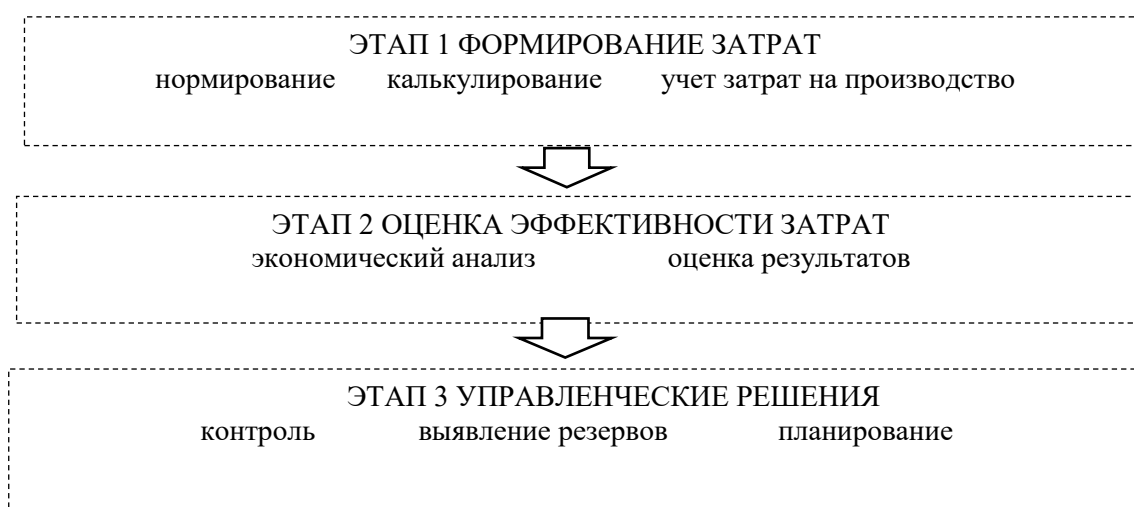 ЭТАП 1 ФОРМИРОВАНИЕ ЗАТРАТ
нормирование калькулирование учет затрат на производство
ЭТАП 2 ОЦЕНКА ЭФФЕКТИВНОСТИ ЗАТРАТ
экономический анализ оценка результатов
ЭТАП 3 УПРАВЛЕНЧЕСКИЕ РЕШЕНИЯ
контроль выявление резервов планирование